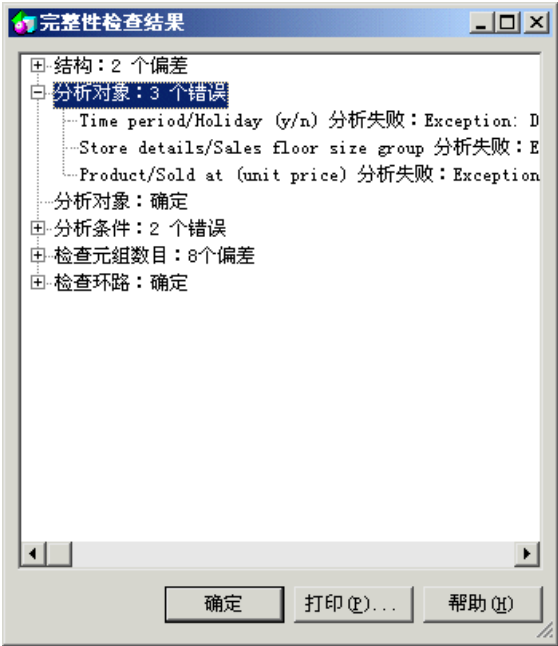 完整性检查结果
结构：2 个偏差
分析对象：3 个错误
Time period/Holiday (y/n) 分析失败：Exception: D
Store details/Sales floor size group 分析失败：E
Product/Sold at (unit price) 分析失败：Exception
分析对象：确定
分析条件：2 个错误
检查元组数目：8个偏差
检查环路：确定
确定 打印(P)... 帮助(H)